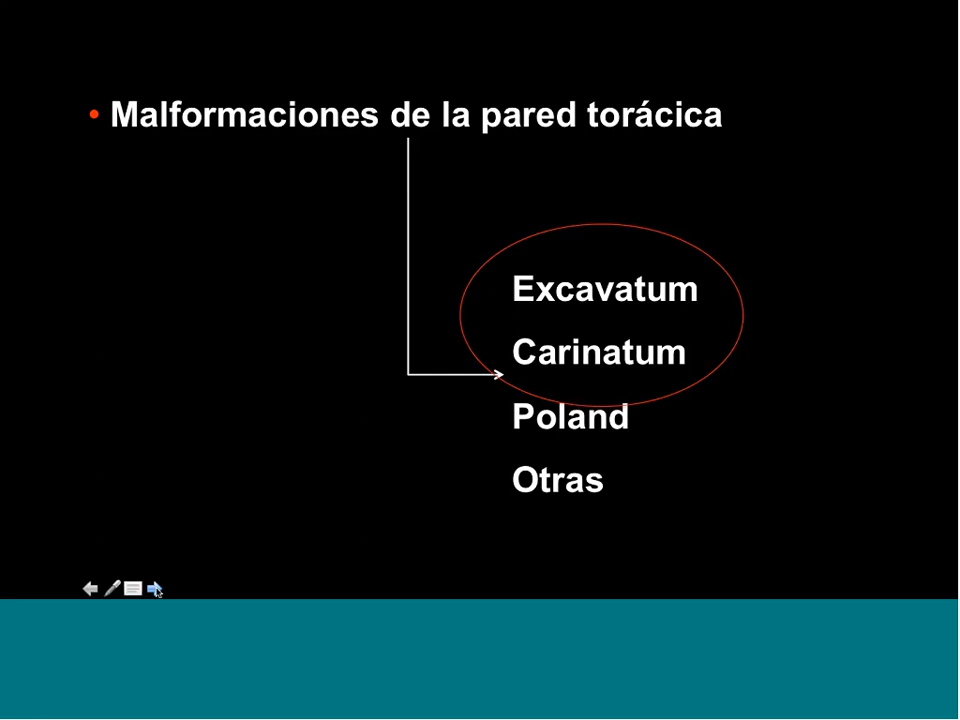 • Malformaciones de la pared torácica
Excavatum
Carinatum
Poland
Otras